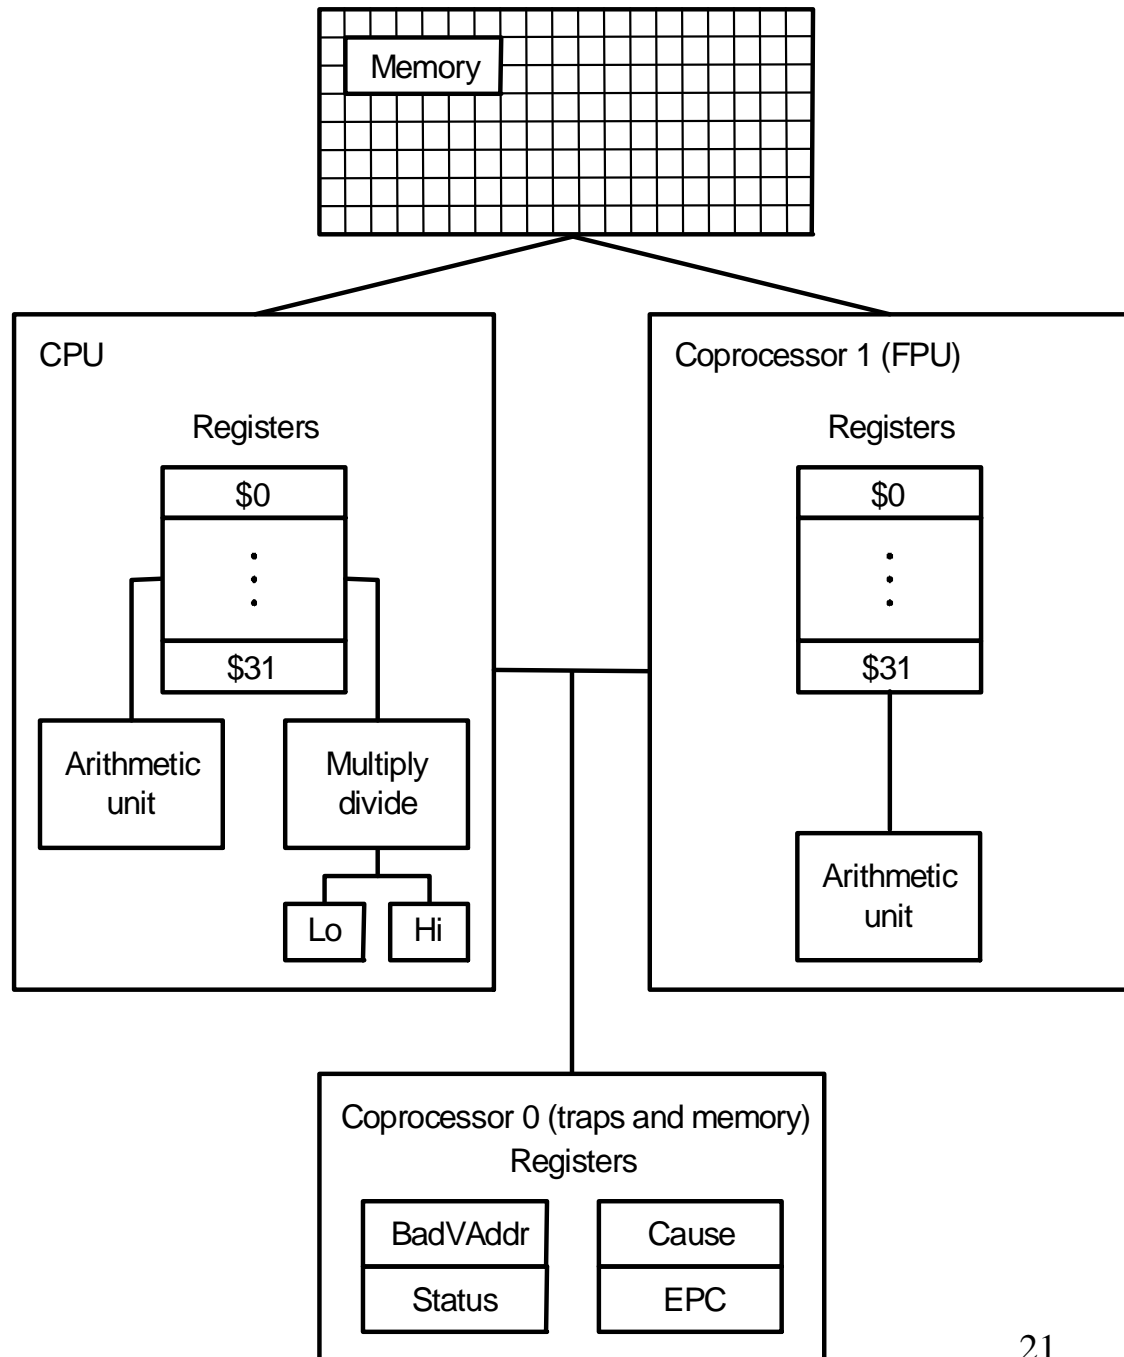 Memory
CPU
Registers
$0
$31
Arithmetic
unit
Multiply
divide
Lo
Hi
Coprocessor 1 (FPU)
Registers
$0
$31
Arithmetic
unit
Coprocessor 0 (traps and memory)
Registers
BadVAddr
Cause
Status
EPC
21